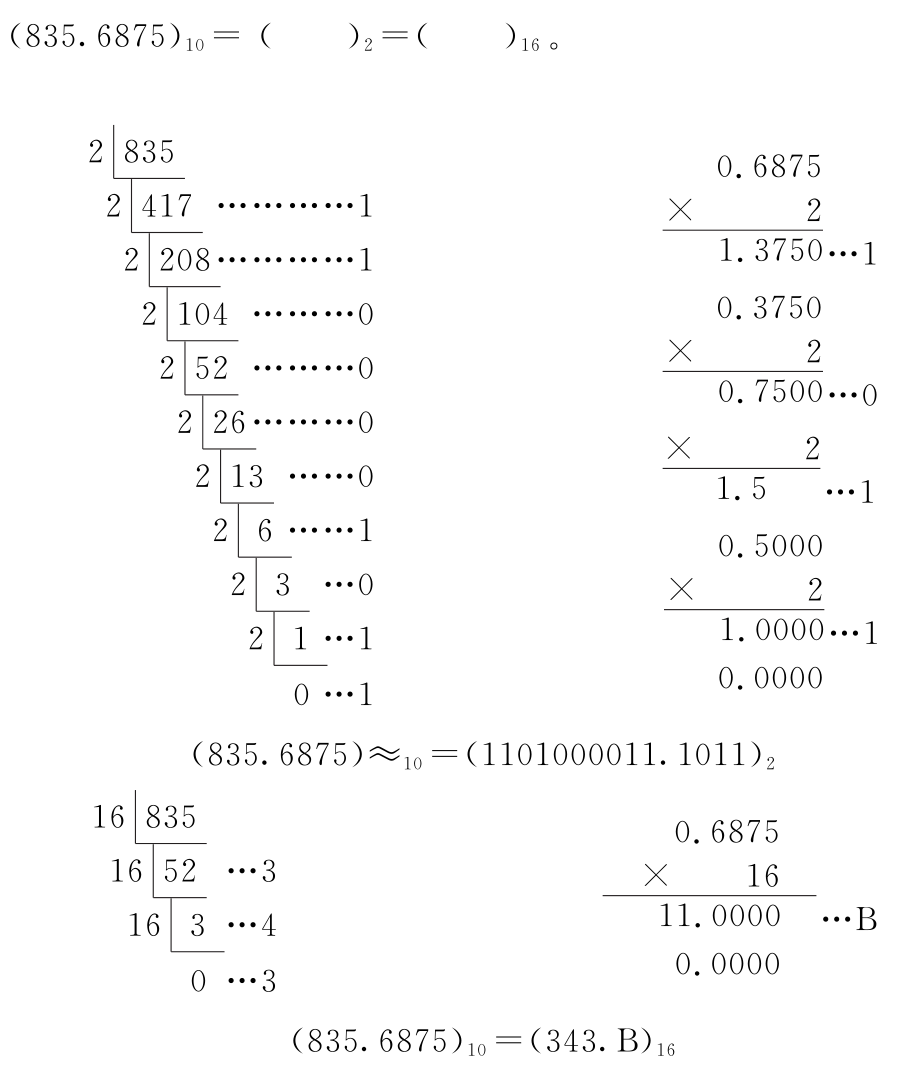 (835.6875)₁₀＝(　　)₂＝(　　)₁₆。
2 835
2 417 …………1
2 208 …………1
2 104 ………0
2 52 ………0
2 26 ………0
2 13 ……0
2 6 ……1
2 3 …0
2 1 …1
0 …1
0.6875
× 2
1.3750…1
0.3750
× 2
0.7500…0
× 2
1.5 …1
0.5000
× 2
1.0000…1
0.0000
(835.6875)≈₁₀＝(1101000011.1011)₂
16 835
16 52 …3
16 3 …4
0 …3
0.6875
× 16
11.0000 …B
0.0000
(835.6875)₁₀＝(343.B)₁₆